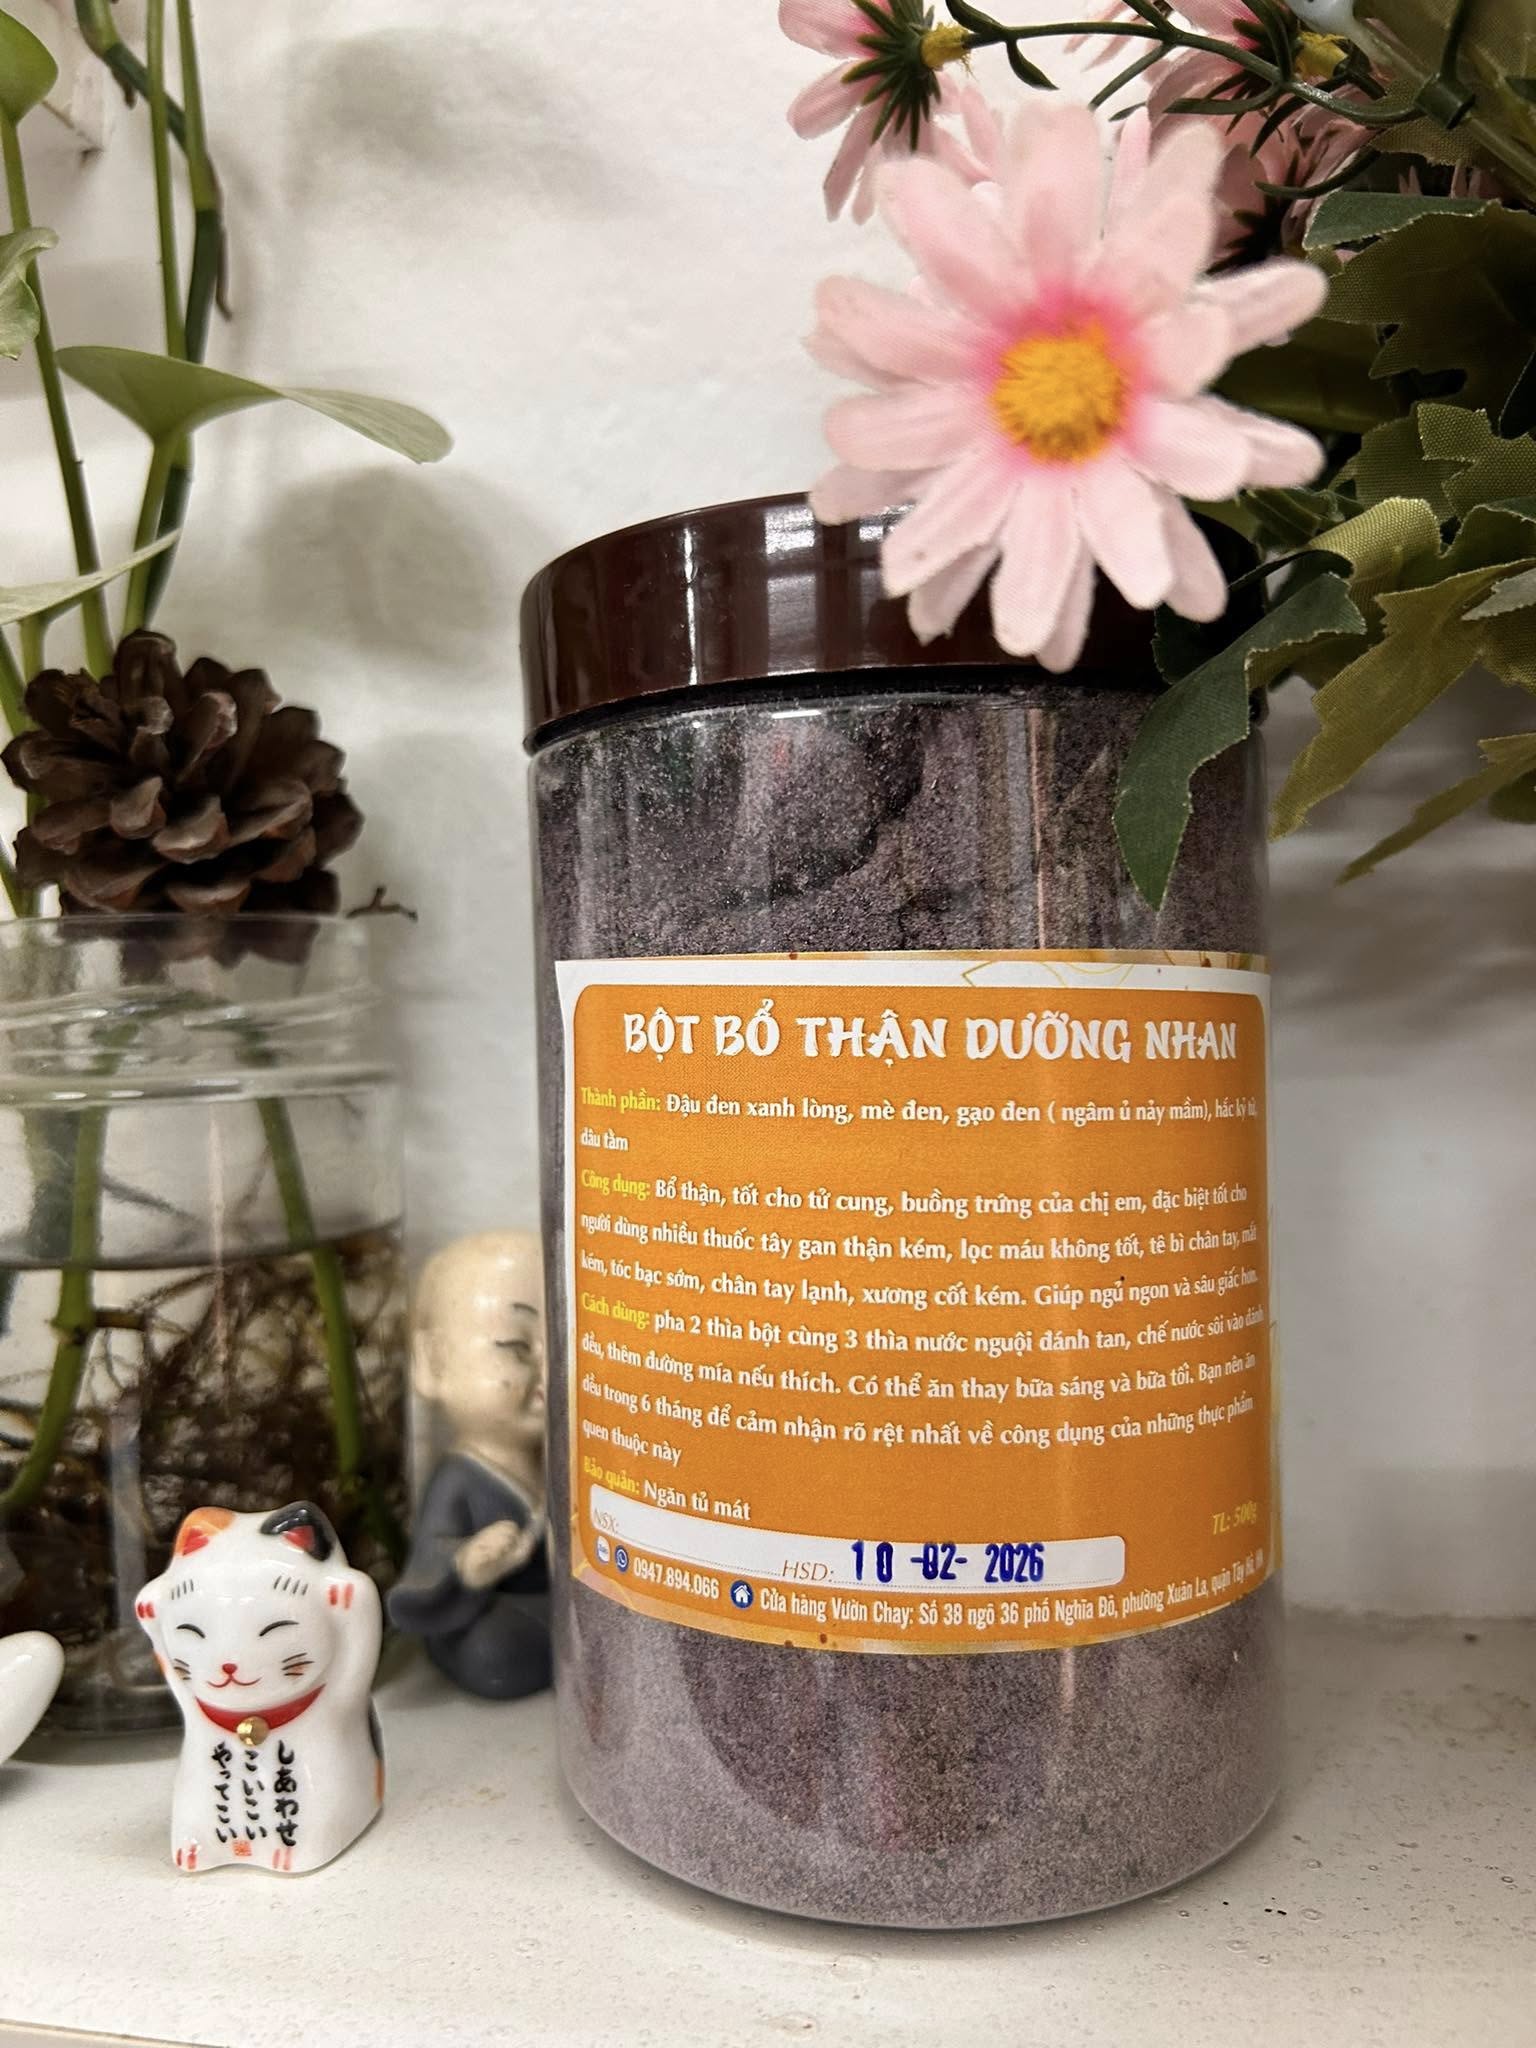 BỘT BỔ THẬN DƯỠNG NHAN
Thành phần: Đậu đen xanh lòng, mè đen, gạo đen ( ngâm ủ nảy mầm), hắc kỷ tử,
dâu tằm
Công dụng: Bổ thận, tốt cho tử cung, buồng trứng của chị em, đặc biệt tốt cho
người dùng nhiều thuốc tây gan thận kém, lọc máu không tốt, tê bì chân tay, mắt
kém, tóc bạc sớm, chân tay lạnh, xương cốt kém. Giúp ngủ ngon và sâu giấc hơn.
Cách dùng: pha 2 thìa bột cùng 3 thìa nước nguội đánh tan, chế nước sôi vào đánh
đều, thêm đường mía nếu thích. Có thể ăn thay bữa sáng và bữa tối. Bạn nên ăn
đều trong 6 tháng để cảm nhận rõ rệt nhất về công dụng của những thực phẩm
quen thuộc này
Bảo quản: Ngăn tủ mát
TL: 500g
NSX:
HSD: 10-02-2026
0947.894.066 Cửa hàng Vườn Chay: Số 38 ngõ 36 phố Nghĩa Đô, phường Xuân La, quận Tây Hồ, HN
しあわせ
こいこい
やってこい